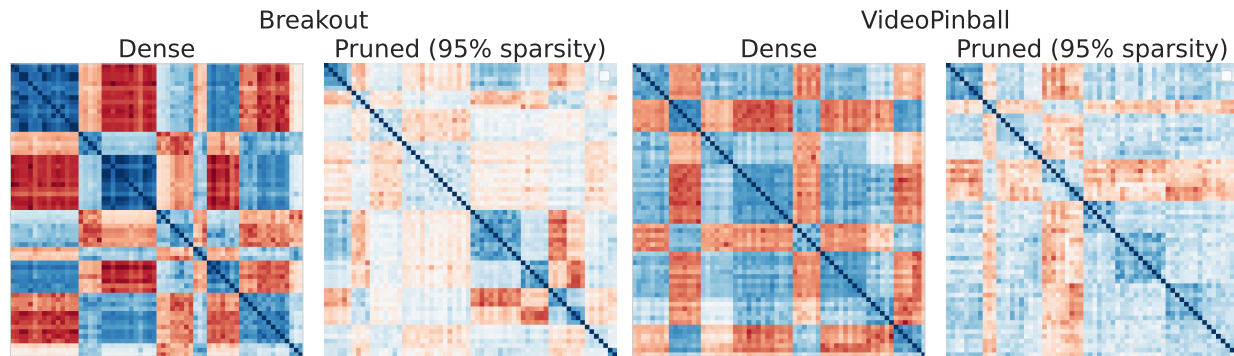 Breakout
VideoPinball
Dense
Pruned (95% sparsity)
Dense
Pruned (95% sparsity)